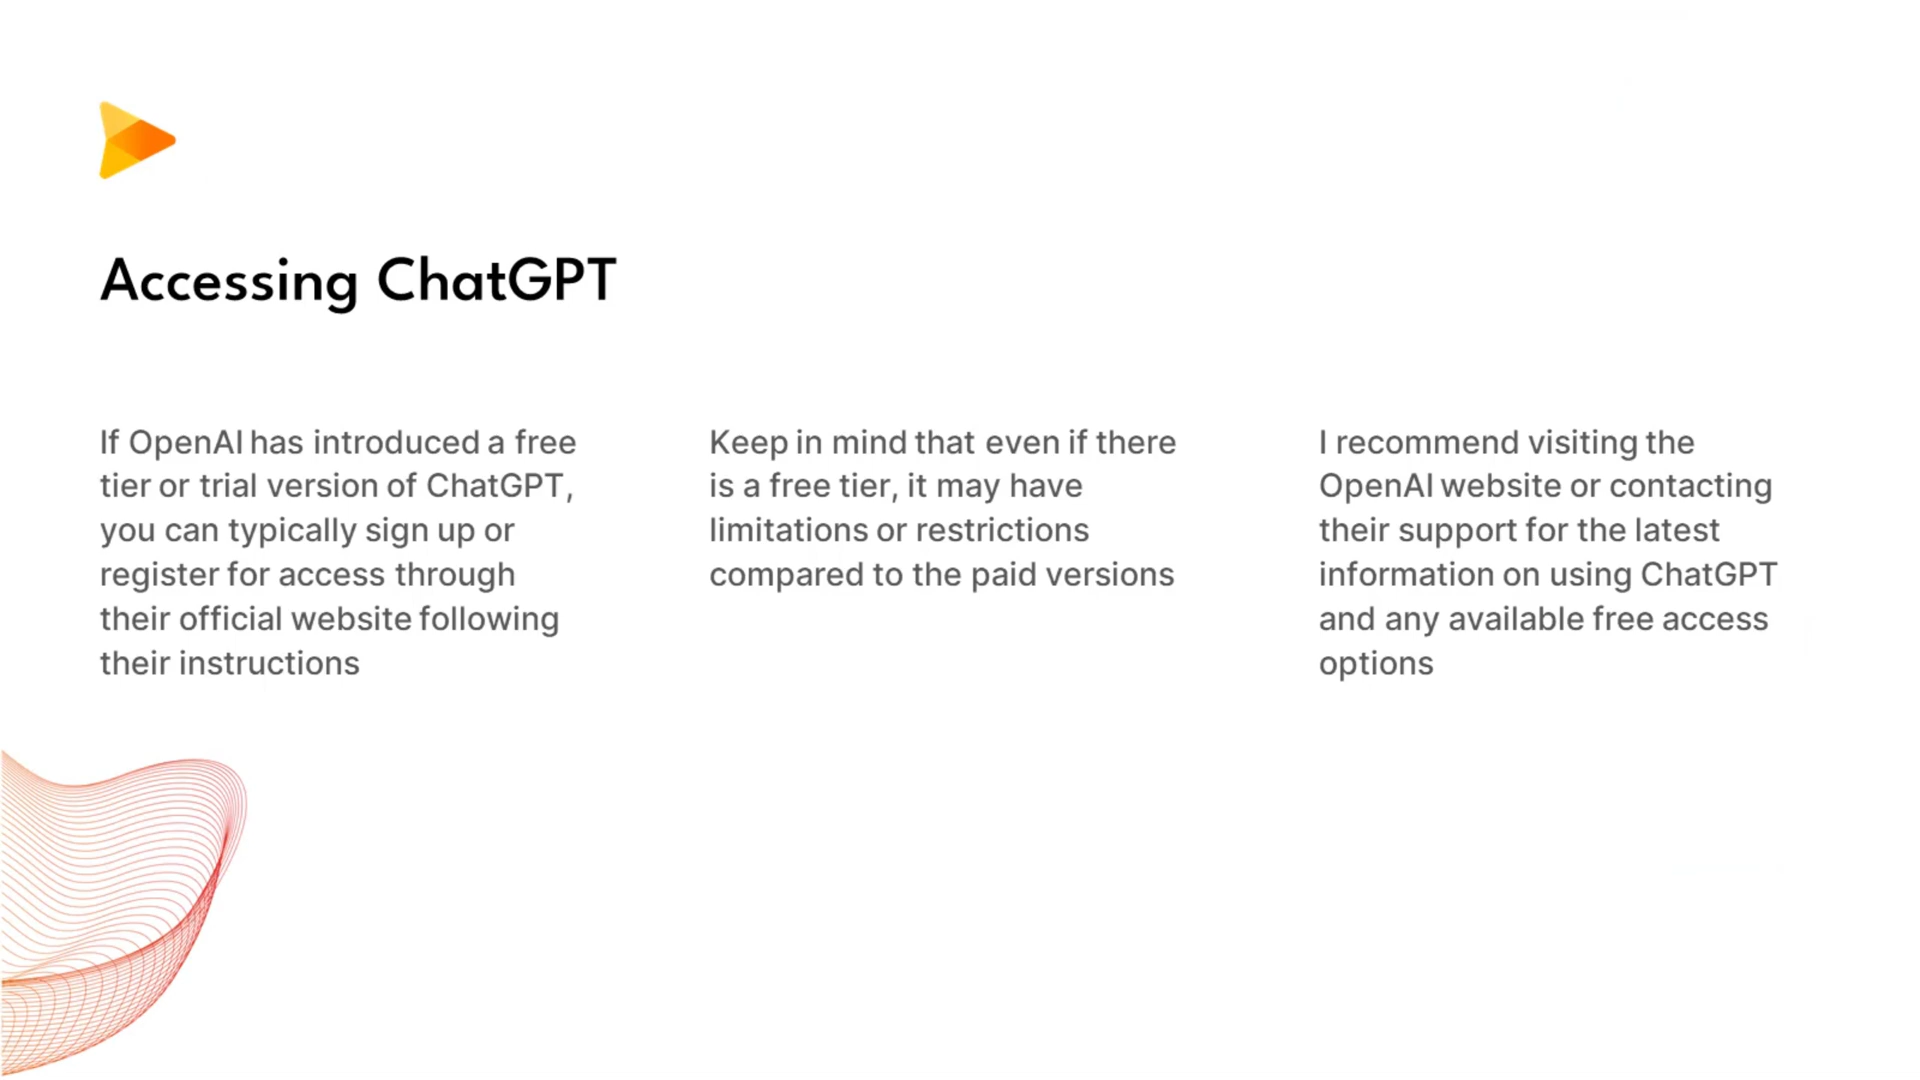 Accessing ChatGPT
If OpenAI has introduced a free
tier or trial version of ChatGPT,
you can typically sign up or
register for access through
their official website following
their instructions
Keep in mind that even if there
is a free tier, it may have
limitations or restrictions
compared to the paid versions
I recommend visiting the
OpenAI website or contacting
their support for the latest
information on using ChatGPT
and any available free access
options